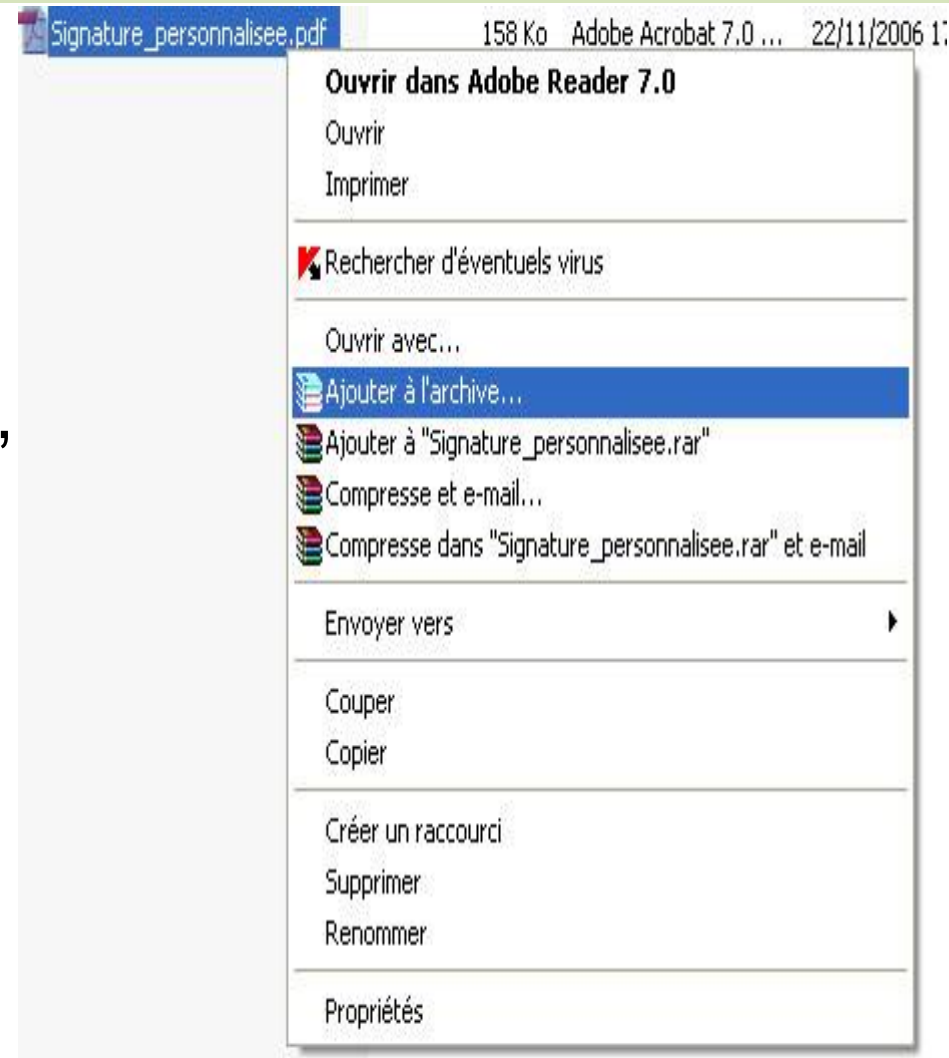 Signature_personnalisee.pdf 158 Ko Adobe Acrobat 7.0 ... 22/11/2006 17
Ouvrir dans Adobe Reader 7.0
Ouvrir
Imprimer
Rechercher d'éventuels virus
Ouvrir avec...
Ajouter à l'archive...
,
Ajouter à "Signature_personnalisee.rar"
Compresse et e-mail...
Compresse dans "Signature_personnalisee.rar" et e-mail
Envoyer vers
Couper
Copier
Créer un raccourci
Supprimer
Renommer
Propriétés